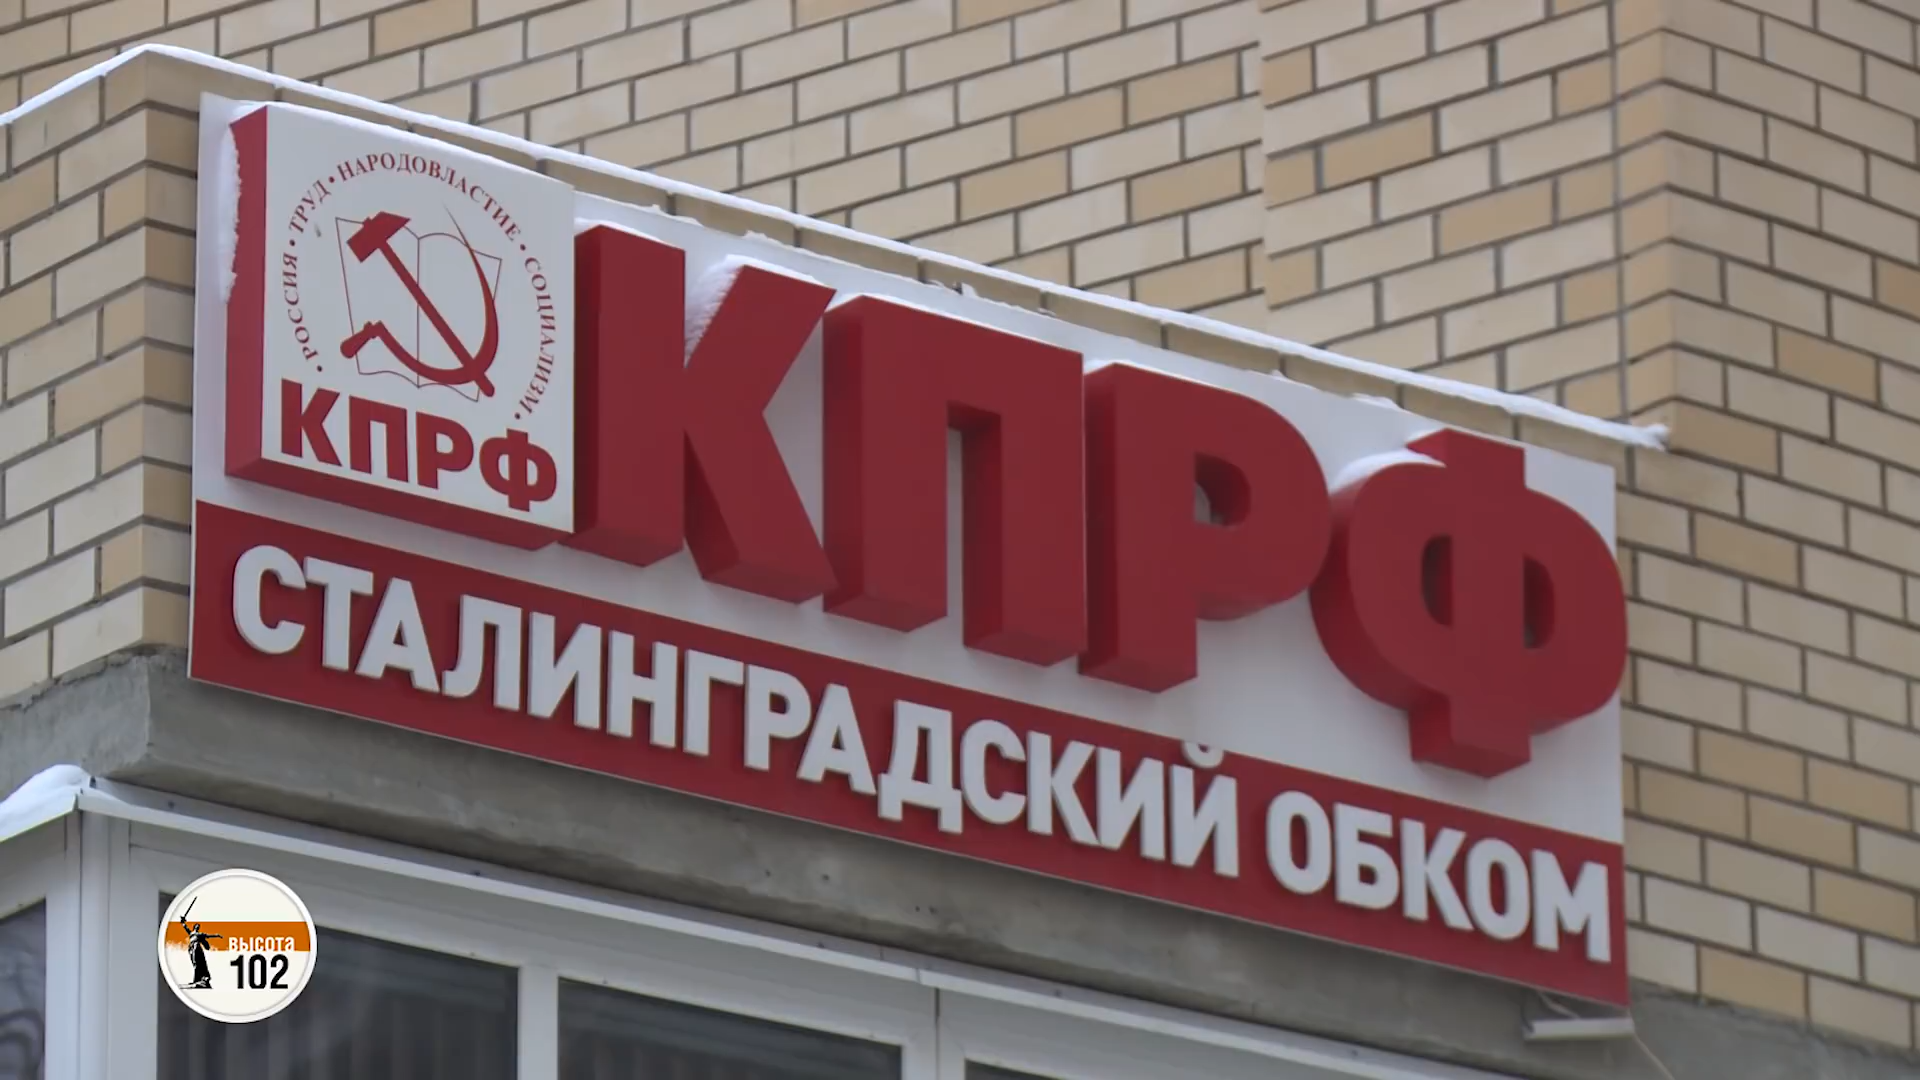 • РОССИЯ • ТРУД • НАРОДОВЛАСТИЕ • СОЦИАЛИЗМ •
КПРФ
КПРФ
СТАЛИНГРАДСКИЙ ОБКОМ
ВЫСОТА
102